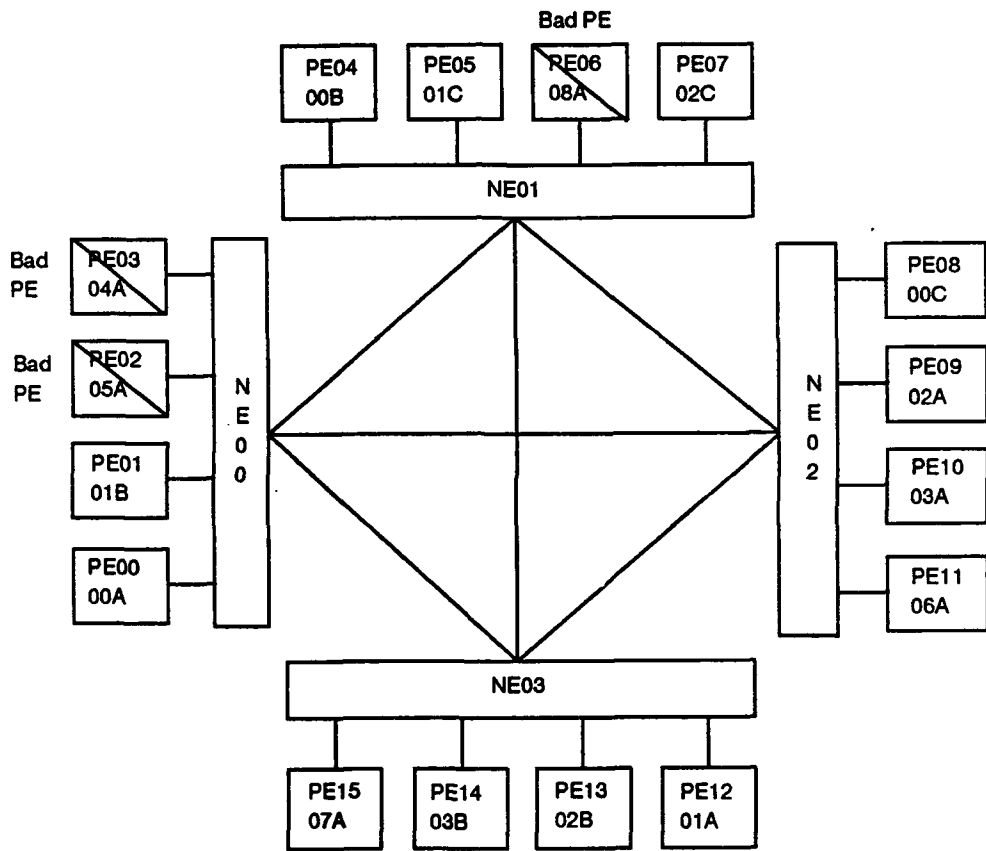 Bad PE
PE04
00B
PE05
01C
PE06
08A
PE07
02C
NE01
Bad
PE
PE03
04A
Bad
PE
PE02
05A
PE01
01B
PE00
00A
N
E
0
0
N
E
0
2
PE08
00C
PE09
02A
PE10
03A
PE11
06A
NE03
PE15
07A
PE14
03B
PE13
02B
PE12
01A